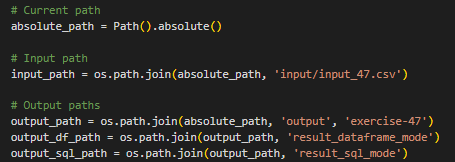 # Current path
absolute_path = Path().absolute()
# Input path
input_path = os.path.join(absolute_path, 'input/input_47.csv')
# Output paths
output_path = os.path.join(absolute_path, 'output', 'exercise-47')
output_df_path = os.path.join(output_path, 'result_dataframe_mode')
output_sql_path = os.path.join(output_path, 'result_sql_mode')